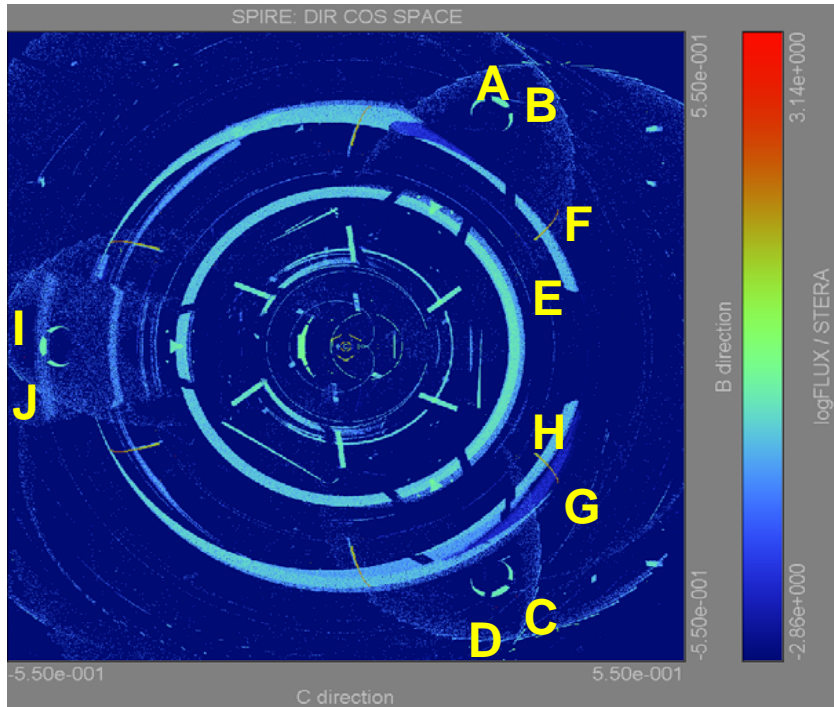 SPIRE: DIR COS SPACE
A
B
F
E
I
J
H
G
D
C
5.50e-001
B direction
-5.50e-001
3.14e+000
logFLUX / STERA
-2.86e+000
-5.50e-001
5.50e-001
C direction